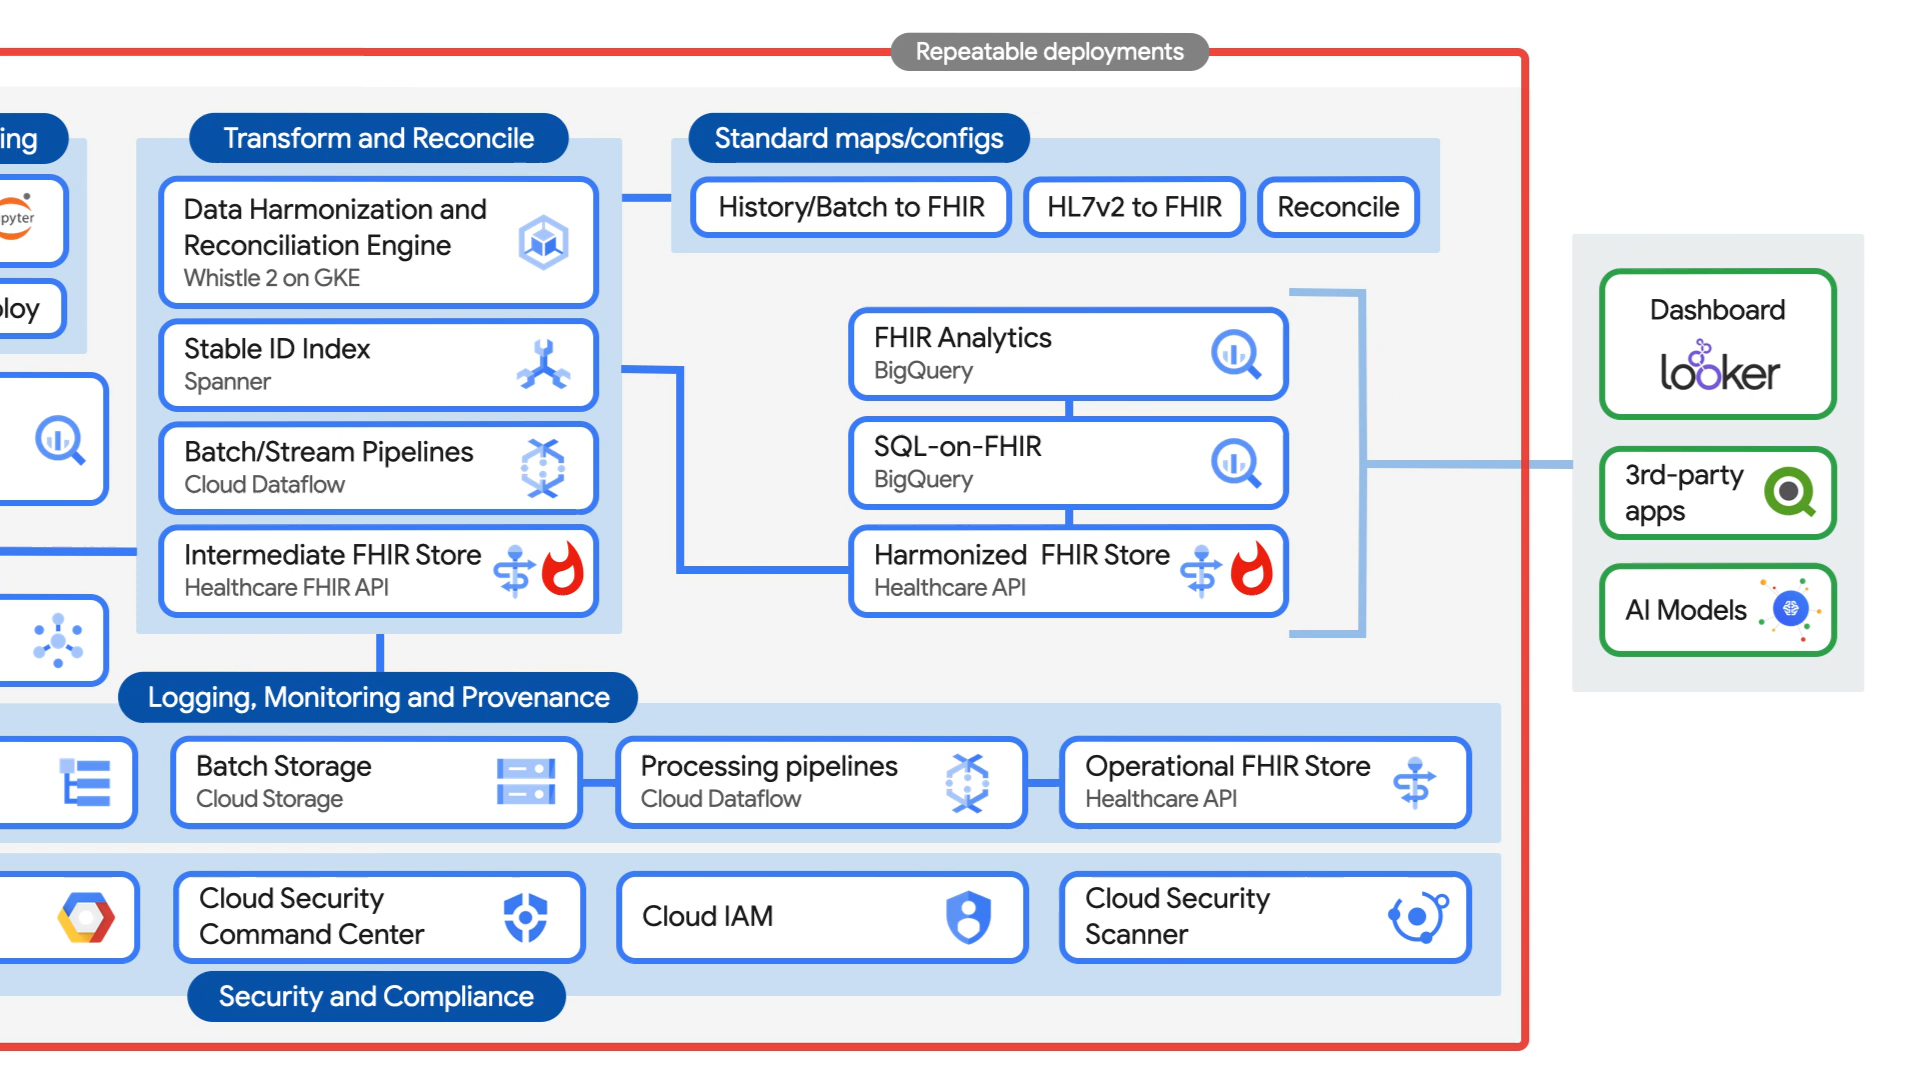 Repeatable deployments
ing
Transform and Reconcile
Standard maps/configs
pyter
loy
Data Harmonization and
Reconciliation Engine
Whistle 2 on GKE
History/Batch to FHIR
HL7v2 to FHIR
Reconcile
Stable ID Index
Spanner
Batch/Stream Pipelines
Cloud Dataflow
Intermediate FHIR Store
Healthcare FHIR API
FHIR Analytics
BigQuery
SQL-on-FHIR
BigQuery
Harmonized FHIR Store
Healthcare API
Dashboard
looker
3rd-party
apps
AI Models
Logging, Monitoring and Provenance
Batch Storage
Cloud Storage
Processing pipelines
Cloud Dataflow
Operational FHIR Store
Healthcare API
Cloud Security
Command Center
Cloud IAM
Cloud Security
Scanner
Security and Compliance